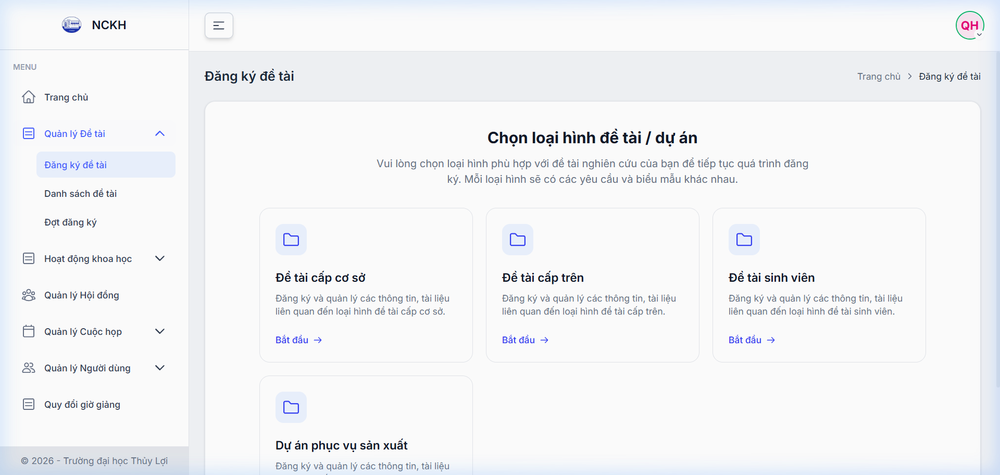 NCKH
QH
MENU
Trang chủ
Quản lý Đề tài
Đăng ký đề tài
Danh sách đề tài
Đợt đăng ký
Hoạt động khoa học
Quản lý Hội đồng
Quản lý Cuộc họp
Quản lý Người dùng
Quy đổi giờ giảng
© 2026 - Trường đại học Thủy Lợi
Đăng ký đề tài
Trang chủ > Đăng ký đề tài
Chọn loại hình đề tài / dự án
Vui lòng chọn loại hình phù hợp với đề tài nghiên cứu của bạn để tiếp tục quá trình đăng
ký. Mỗi loại hình sẽ có các yêu cầu và biểu mẫu khác nhau.
Đề tài cấp cơ sở
Đăng ký và quản lý các thông tin, tài liệu
liên quan đến loại hình đề tài cấp cơ sở.
Bắt đầu →
Đề tài cấp trên
Đăng ký và quản lý các thông tin, tài liệu
liên quan đến loại hình đề tài cấp trên.
Bắt đầu →
Đề tài sinh viên
Đăng ký và quản lý các thông tin, tài liệu
liên quan đến loại hình đề tài sinh viên.
Bắt đầu →
Dự án phục vụ sản xuất
Đăng ký và quản lý các thông tin, tài liệu